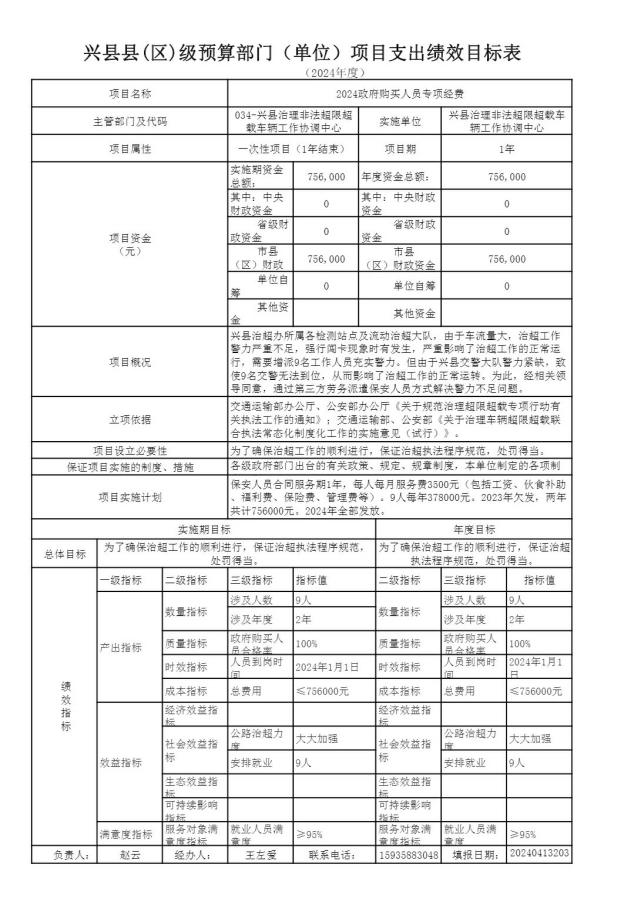 兴县县(区)级预算部门（单位）项目支出绩效目标表
（2024年度）
项目名称 2024政府购买人员专项经费
主管部门及代码 034-兴县治理非法超限超载车辆工作协调中心 实施单位 兴县治理非法超限超载车辆工作协调中心
项目属性 一次性项目（1年结束） 项目期 1年
项目资金（元） 实施期资金总额： 756,000 年度资金总额： 756,000
其中：中央财政资金 0 其中：中央财政资金 0
省级财政资金 0 省级财政资金 0
市县（区）财政 756,000 市县（区）财政资金 756,000
单位自筹 0 单位自筹 0
其他资金 其他资金
项目概况 兴县治超办所属各检测站点及流动治超大队，由于车流量大，治超工作
警力严重不足，强行闯卡现象时有发生，严重影响了治超工作的正常运
行，需要增派9名工作人员充实警力。但由于兴县交警大队警力紧缺，致
使9名交警无法到位，从而影响了治超工作的正常运转。为此，经相关领
导同意，通过第三方劳务派遣保安人员方式解决警力不足问题。
立项依据 交通运输部办公厅、公安部办公厅《关于规范治理超限超载专项行动有
关执法工作的通知》；交通运输部、公安部《关于治理车辆超限超载联
合执法常态化制度化工作的实施意见（试行）》。
项目设立必要性 为了确保治超工作的顺利进行，保证治超执法程序规范，处罚得当。
保证项目实施的制度、措施 各级政府部门出台的有关政策、规定、规章制度，本单位制定的各项制
项目实施计划 保安人员合同服务期1年，每人每月服务费3500元（包括工资、伙食补助
、福利费、保险费、管理费等）。9人每年378000元。2023年欠发，两年
共计756000元。2024年全部发放。
实施期目标 年度目标
总体目标 为了确保治超工作的顺利进行，保证治超执法程序规范，处罚得当。 为了确保治超工作的顺利进行，保证治超执法程序规范，处罚得当。
绩效指标 一级指标 二级指标 三级指标 指标值 二级指标 三级指标 指标值
产出指标 数量指标 涉及人数 9人 数量指标 涉及人数 9人
涉及年度 2年 涉及年度 2年
质量指标 政府购买人员合格率 100% 质量指标 政府购买人员合格率 100%
时效指标 人员到岗时间 2024年1月1日 时效指标 人员到岗时间 2024年1月1日
成本指标 总费用 ≤756000元 成本指标 总费用 ≤756000元
效益指标 经济效益指标 经济效益指标
社会效益指标 公路治超力度 大大加强 社会效益指标 公路治超力度 大大加强
安排就业 9人 安排就业 9人
生态效益指标 生态效益指标
可持续影响指标 可持续影响指标
满意度指标 服务对象满意度指标 就业人员满意度 ≥95% 服务对象满意度指标 就业人员满意度 ≥95%
负责人： 赵云 经办人： 王左爱 联系电话： 15935883048 填报日期： 20240413203